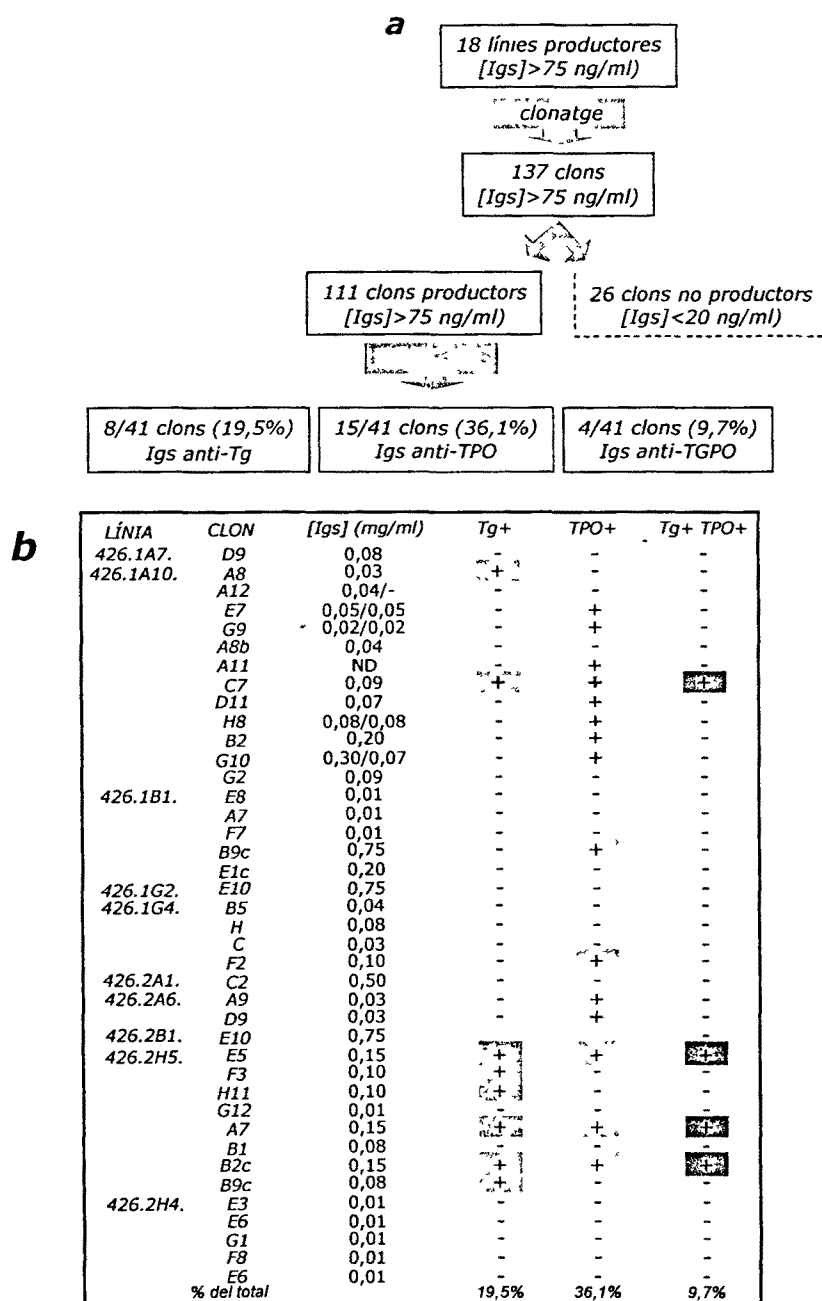 a
18 línies productores
[Igs]>75 ng/ml)
clonatge
137 clons
[Igs]>75 ng/ml)
111 clons productors
[Igs]>75 ng/ml)
26 clons no productors
[Igs]<20 ng/ml)
8/41 clons (19,5%)
Igs anti-Tg
15/41 clons (36,1%)
Igs anti-TPO
4/41 clons (9,7%)
Igs anti-TGPO
b
LÍNIA CLON [Igs] (mg/ml) Tg+ TPO+ Tg+ TPO+
426.1A7. D9 0,08 - - -
426.1A10. A8 0,03 + - -
A12 0,04/- - - -
E7 0,05/0,05 - + -
G9 0,02/0,02 - + -
A8b 0,04 - - -
A11 ND - + -
C7 0,09 + + +
D11 0,07 - + -
H8 0,08/0,08 - + -
B2 0,20 - + -
G10 0,30/0,07 - + -
G2 0,09 - - -
426.1B1. E8 0,01 - - -
A7 0,01 - - -
F7 0,01 - - -
B9c 0,75 - + -
E1c 0,20 - - -
426.1G2. E10 0,75 - - -
426.1G4. B5 0,04 - - -
H 0,08 - - -
C 0,03 - - -
F2 0,10 - + -
426.2A1. C2 0,50 - - -
426.2A6. A9 0,03 - + -
D9 0,03 - + -
426.2B1. E10 0,75 - - -
426.2H5. E5 0,15 + + +
F3 0,10 + - -
H11 0,10 + - -
G12 0,01 - - -
A7 0,15 + + +
B1 0,08 - - -
B2c 0,15 + + +
B9c 0,08 + - -
426.2H4. E3 0,01 - - -
E6 0,01 - - -
G1 0,01 - - -
F8 0,01 - - -
E6 0,01 - - -
% del total 19,5% 36,1% 9,7%